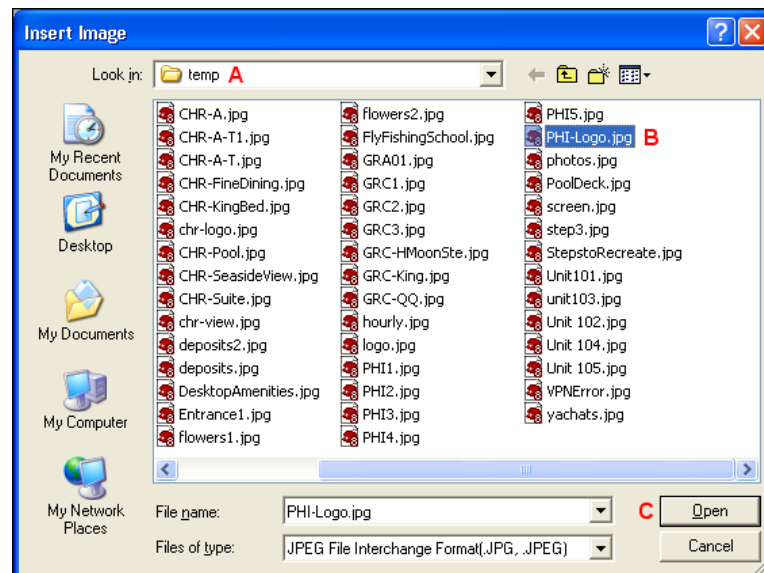 Insert Image
Look in:
temp A
CHR-A.jpg
CHR-A-T1.jpg
CHR-A-T.jpg
CHR-FineDining.jpg
CHR-KingBed.jpg
chr-logo.jpg
CHR-Pool.jpg
CHR-SeasideView.jpg
CHR-Suite.jpg
chr-view.jpg
deposits2.jpg
deposits.jpg
DesktopAmenities.jpg
Entrance1.jpg
flowers1.jpg
flowers2.jpg
FlyFishingSchool.jpg
GRA01.jpg
GRC1.jpg
GRC2.jpg
GRC3.jpg
GRC-HMoonSte.jpg
GRC-King.jpg
GRC-QQ.jpg
hourly.jpg
logo.jpg
PHI1.jpg
PHI2.jpg
PHI3.jpg
PHI4.jpg
PHI5.jpg
PHI-Logo.jpg B
photos.jpg
PoolDeck.jpg
screen.jpg
step3.jpg
StepstoRecreate.jpg
Unit101.jpg
unit103.jpg
Unit 102.jpg
Unit 104.jpg
Unit 105.jpg
VPNError.jpg
yachats.jpg
My Recent
Documents
Desktop
My Documents
My Computer
My Network
Places
File name:
PHI-Logo.jpg
C Open
Files of type:
JPEG File Interchange Format(.JPG, .JPEG)
Cancel